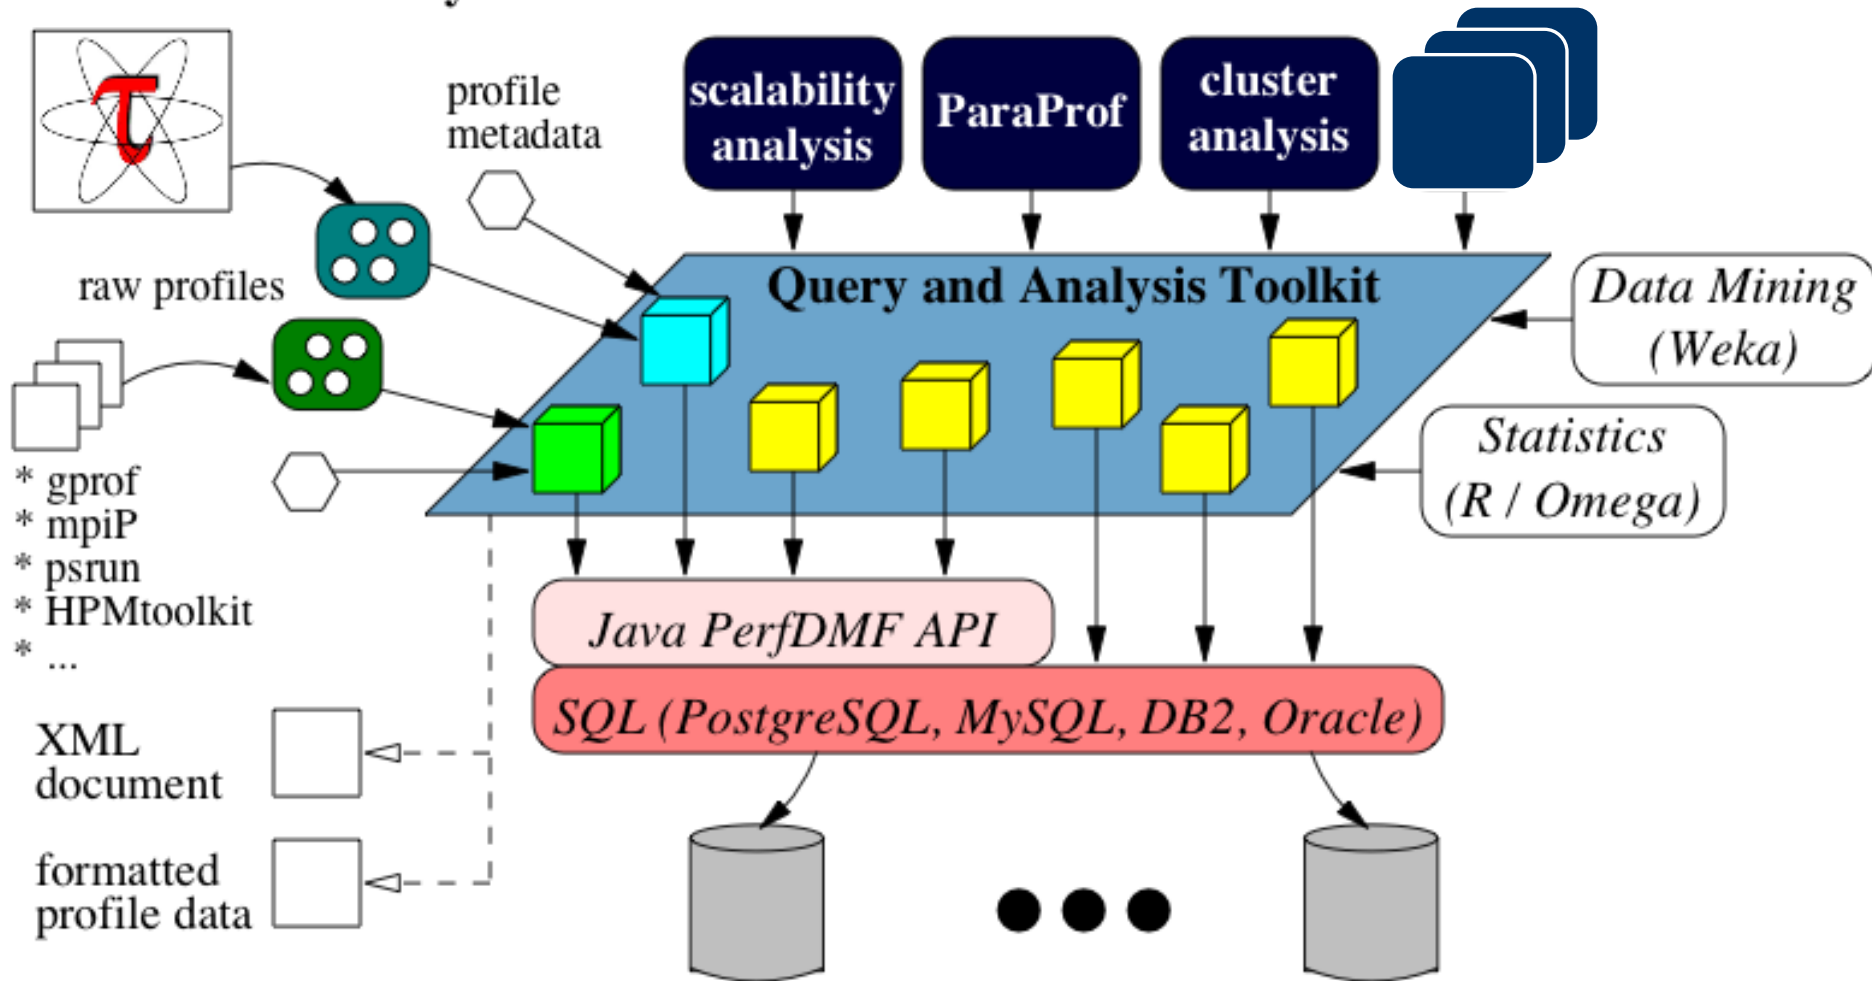 profile
metadata
scalability
analysis
ParaProf
cluster
analysis
raw profiles
Query and Analysis Toolkit
Data Mining
(Weka)
Statistics
(R / Omega)
* gprof
* mpiP
* psrun
* HPMtoolkit
* ...
Java PerfDMF API
SQL (PostgreSQL, MySQL, DB2, Oracle)
XML
document
formatted
profile data